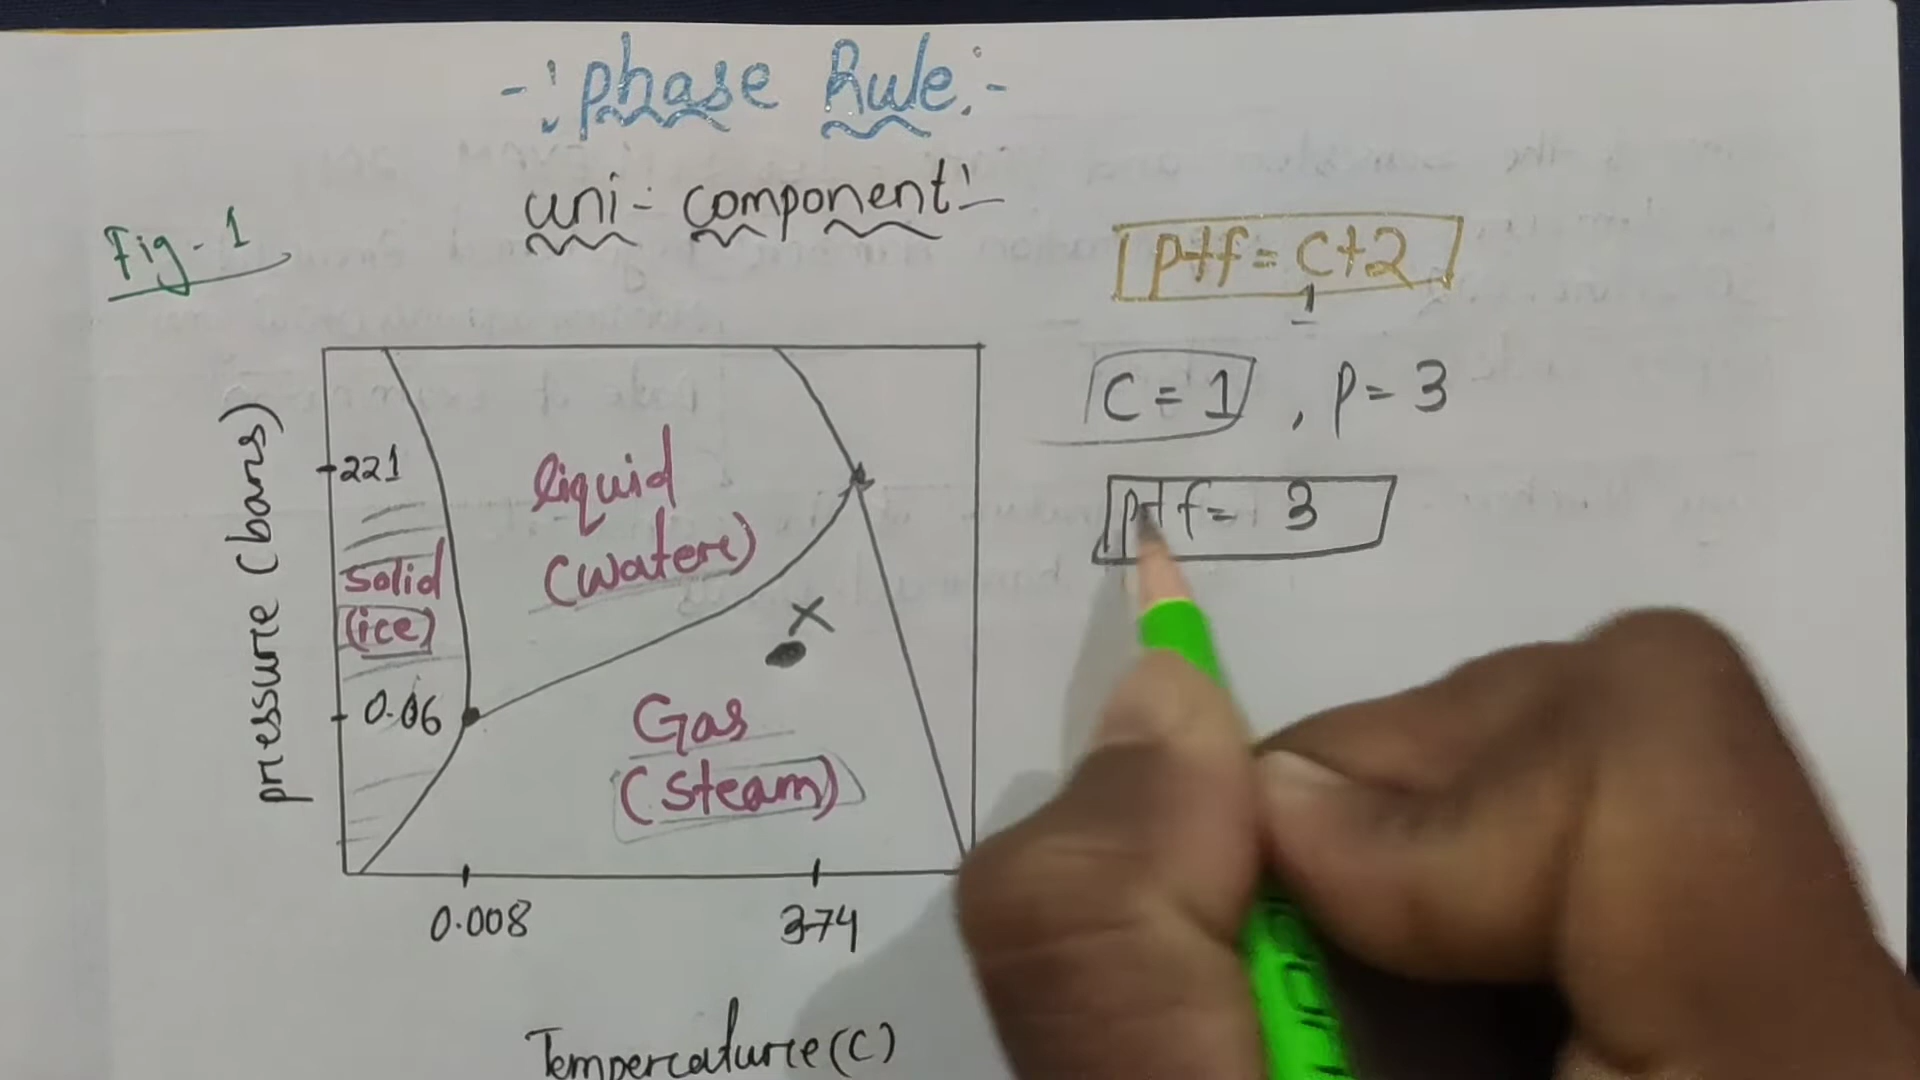 -: phase Rule :-
uni- component:-
Fig-1
P+f = C+2
1
C = 1 , P = 3
P+f = 3
pressure (bars)
221
liquid
(water)
solid
(ice)
X
0.06
Gas
(steam)
0.008
374
Temperature (C)